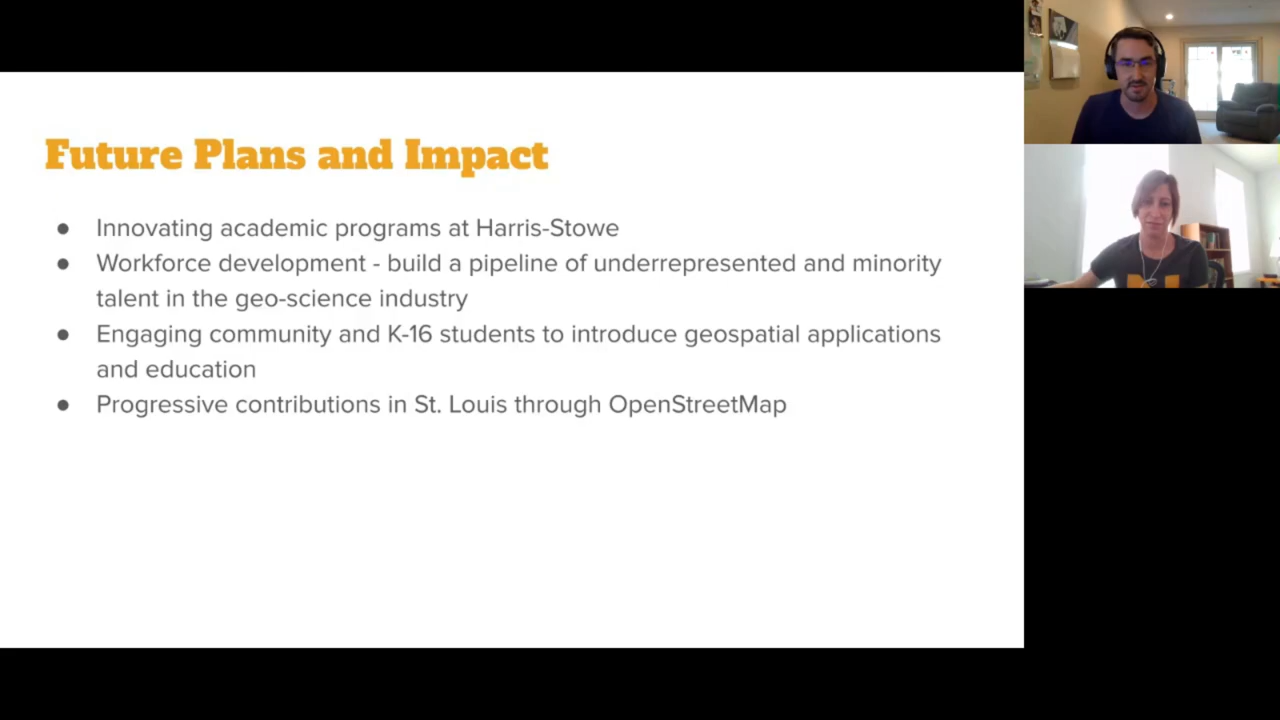 Future Plans and Impact
● Innovating academic programs at Harris-Stowe
● Workforce development - build a pipeline of underrepresented and minority
talent in the geo-science industry
● Engaging community and K-16 students to introduce geospatial applications
and education
● Progressive contributions in St. Louis through OpenStreetMap